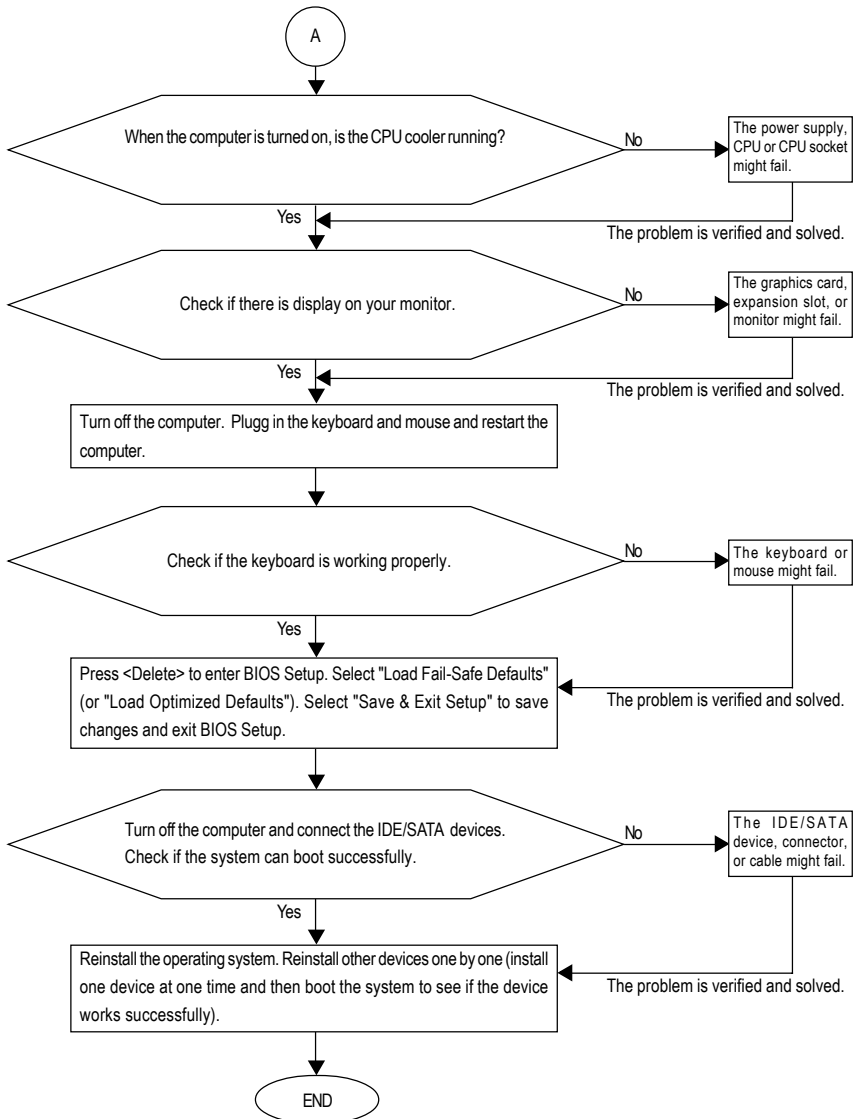 A
When the computer is turned on, is the CPU cooler running?
No
The power supply,
CPU or CPU socket
might fail.
Yes
The problem is verified and solved.
Check if there is display on your monitor.
No
The graphics card,
expansion slot, or
monitor might fail.
Yes
The problem is verified and solved.
Turn off the computer. Plugg in the keyboard and mouse and restart the
computer.
Check if the keyboard is working properly.
No
The keyboard or
mouse might fail.
Yes
Press <Delete> to enter BIOS Setup. Select "Load Fail-Safe Defaults"
(or "Load Optimized Defaults"). Select "Save & Exit Setup" to save
changes and exit BIOS Setup.
The problem is verified and solved.
Turn off the computer and connect the IDE/SATA devices.
Check if the system can boot successfully.
No
The IDE/SATA
device, connector,
or cable might fail.
Yes
Reinstall the operating system. Reinstall other devices one by one (install
one device at one time and then boot the system to see if the device
works successfully).
The problem is verified and solved.
END